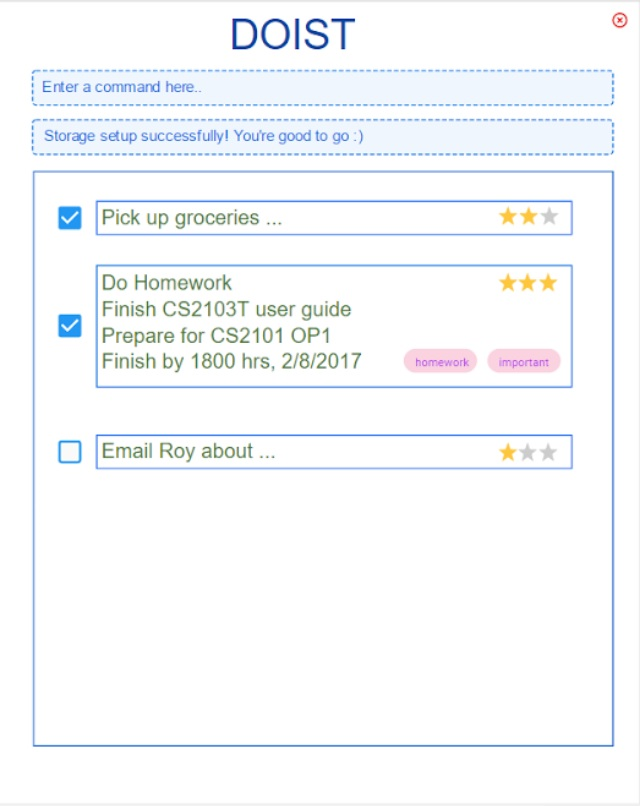 DOIST
Enter a command here..
Storage setup successfully! You're good to go :)
Pick up groceries ...
Do Homework
Finish CS2103T user guide
Prepare for CS2101 OP1
Finish by 1800 hrs, 2/8/2017
homework
important
Email Roy about ...